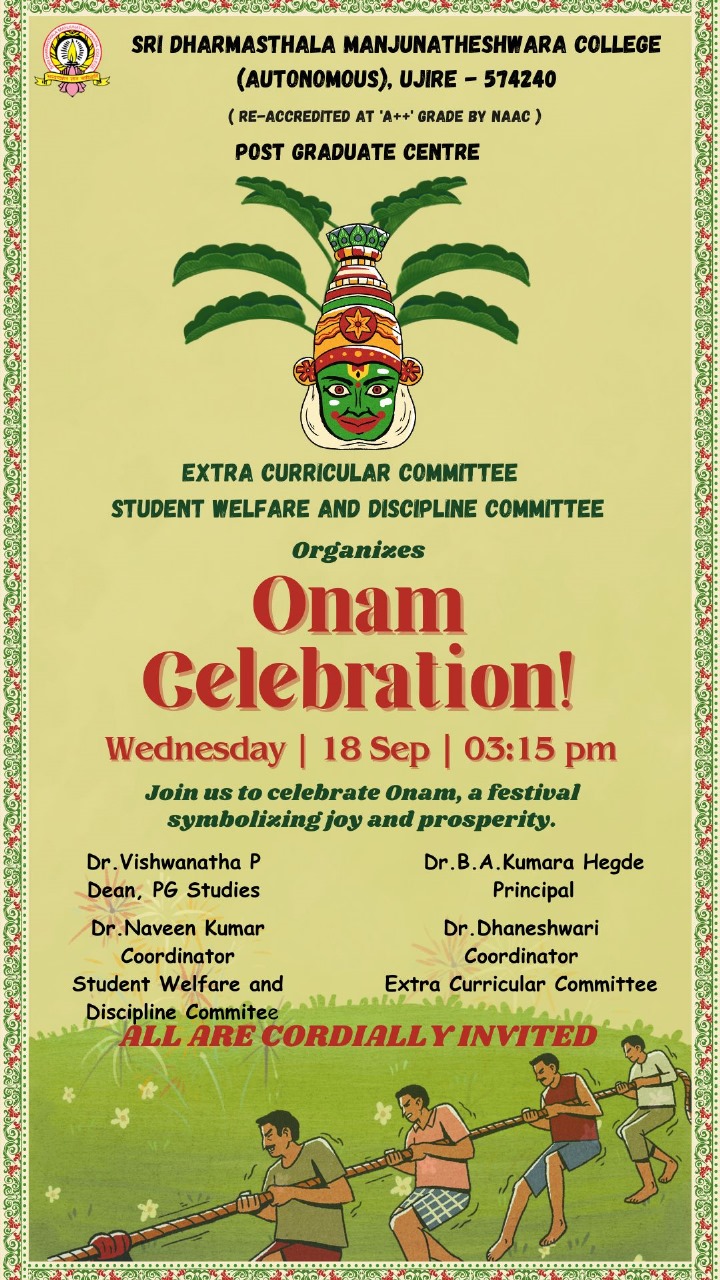 SRI DHARMASTHALA MANJUNATHESHWARA COLLEGE
(AUTONOMOUS), UJIRE – 574240
( RE-ACCREDITED AT 'A++' GRADE BY NAAC )
POST GRADUATE CENTRE
EXTRA CURRICULAR COMMITTEE
STUDENT WELFARE AND DISCIPLINE COMMITTEE
Organizes
Onam
Celebration!
Wednesday | 18 Sep | 03:15 pm
Join us to celebrate Onam, a festival
symbolizing joy and prosperity.
Dr.Vishwanatha P
Dean, PG Studies
Dr.B.A.Kumara Hegde
Principal
Dr.Naveen Kumar
Coordinator
Student Welfare and
Discipline Commitee
Dr.Dhaneshwari
Coordinator
Extra Curricular Committee
ALL ARE CORDIALLY INVITED